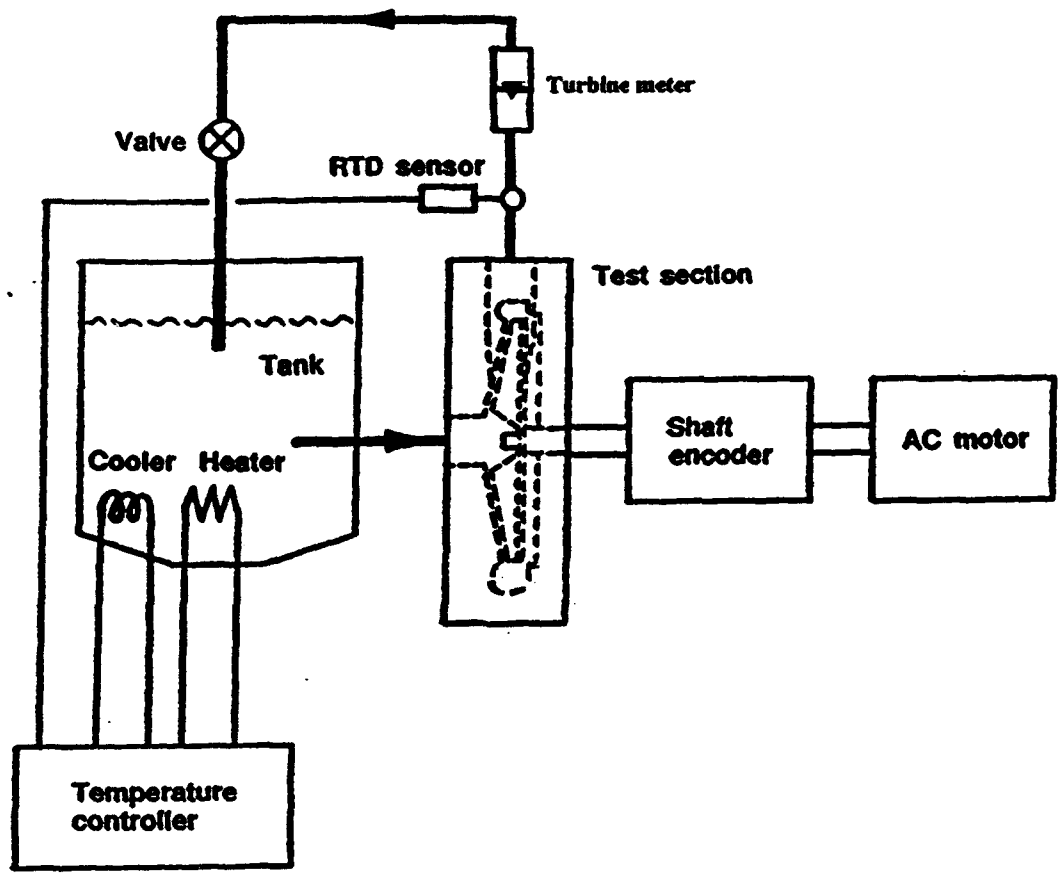 Turbine meter
Valve
RTD sensor
Test section
Tank
Shaft
encoder
AC motor
Cooler
Heater
Temperature
controller